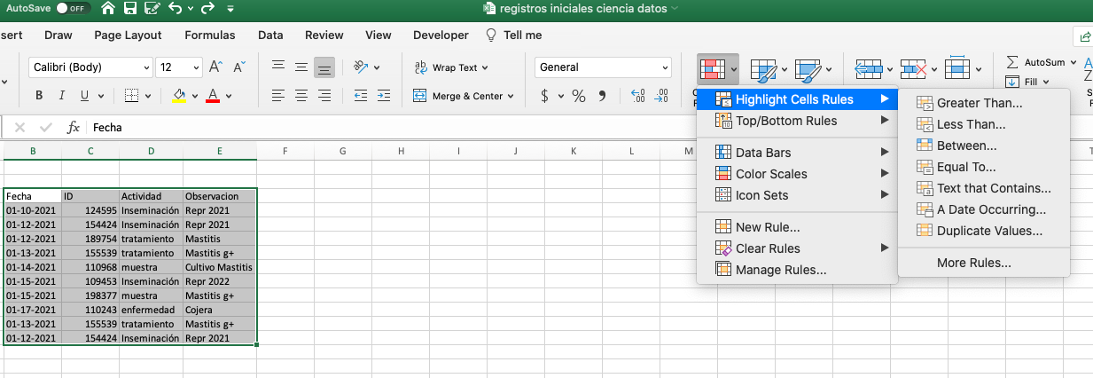 AutoSave OFF registros iniciales ciencia datos
sert Draw Page Layout Formulas Data Review View Developer Tell me
Calibri (Body) 12 A A ab Wrap Text General AutoSum
B I U A Merge & Center $ % Fill
fx Fecha
Highlight Cells Rules
Top/Bottom Rules
Data Bars
Color Scales
Icon Sets
New Rule...
Clear Rules
Manage Rules...
Greater Than...
Less Than...
Between...
Equal To...
Text that Contains...
A Date Occurring...
Duplicate Values...
More Rules...
B C D E F G H I J K L M
Fecha ID Actividad Observacion
01-10-2021 124595 Inseminación Repr 2021
01-12-2021 154424 Inseminación Repr 2021
01-12-2021 189754 tratamiento Mastitis
01-13-2021 155539 tratamiento Mastitis g+
01-14-2021 110968 muestra Cultivo Mastitis
01-15-2021 109453 Inseminación Repr 2022
01-15-2021 198377 muestra Mastitis g+
01-17-2021 110243 enfermedad Cojera
01-13-2021 155539 tratamiento Mastitis g+
01-12-2021 154424 Inseminación Repr 2021